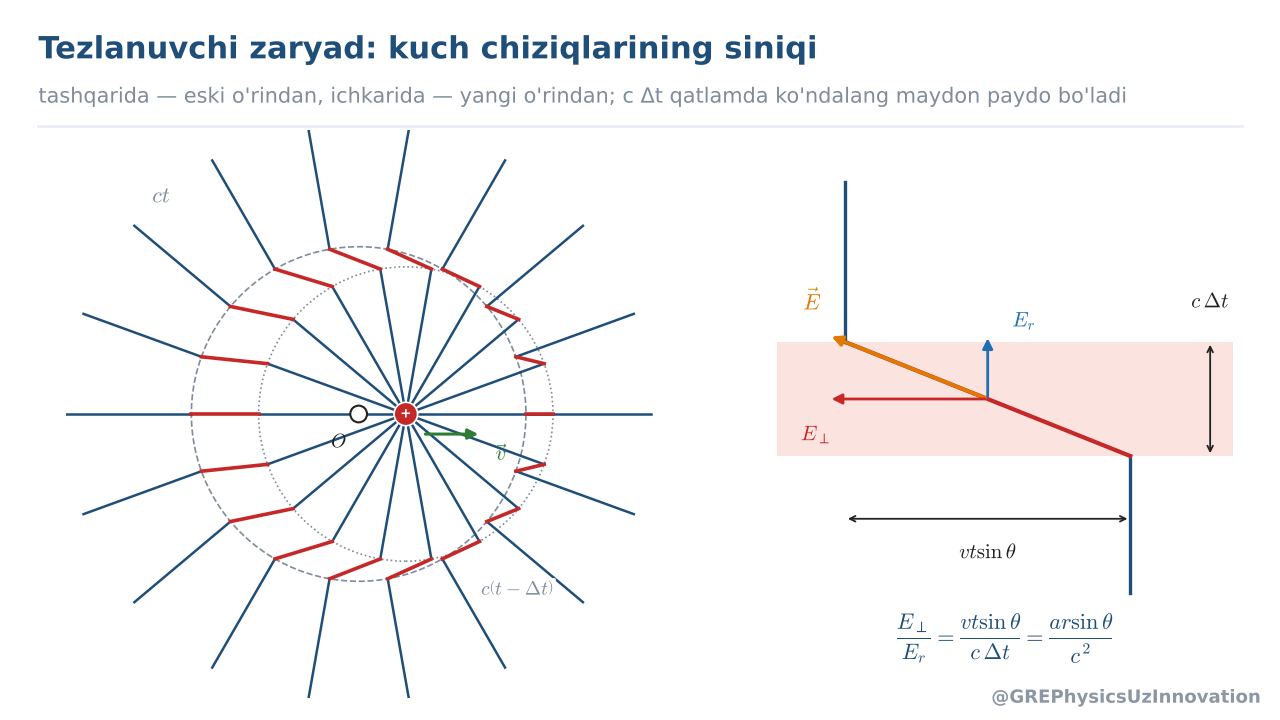 Tezlanuvchi zaryad: kuch chiziqlarining siniqi
tashqarida — eski o'rindan, ichkarida — yangi o'rindan; c Δt qatlamda ko'ndalang maydon paydo bo'ladi
ct
O
+
v⃗
c(t − Δt)
E⃗
E_r
c Δt
E_⊥
vt sin θ
E_⊥/E_r = vt sin θ/c Δt = ar sin θ/c²
@GREPhysicsUzInnovation